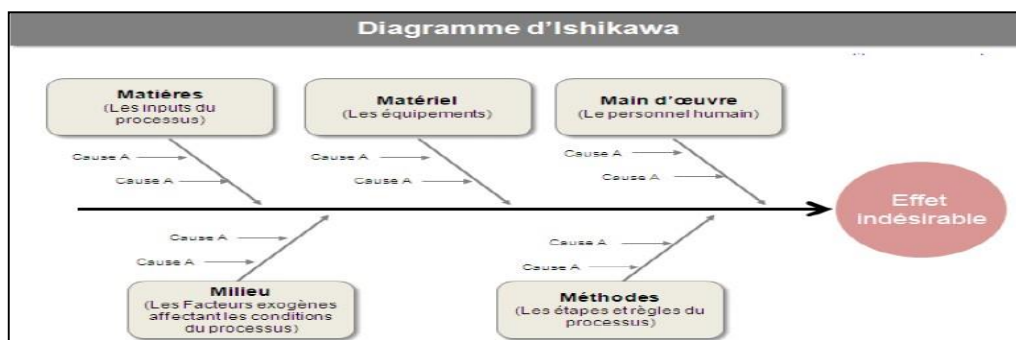 Diagramme d'Ishikawa
Matières
(Les inputs du
processus)
Matériel
(Les équipements)
Main d'œuvre
(Le personnel humain)
Cause A
Cause A
Cause A
Cause A
Cause A
Cause A
Effet
indésirable
Cause A
Cause A
Cause A
Cause A
Milieu
(Les Facteurs exogènes
affectant les conditions
du processus)
Méthodes
(Les étapes et règles du
processus)